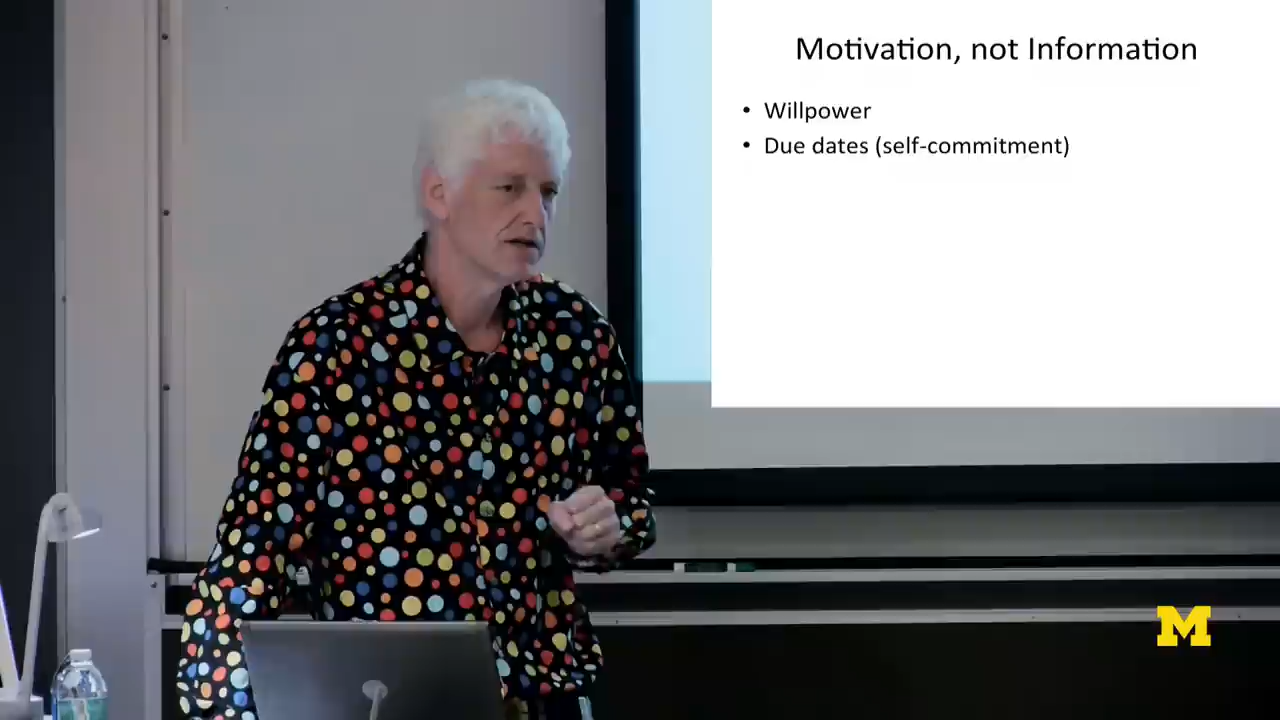 Motivation, not Information
• Willpower
• Due dates (self-commitment)
M